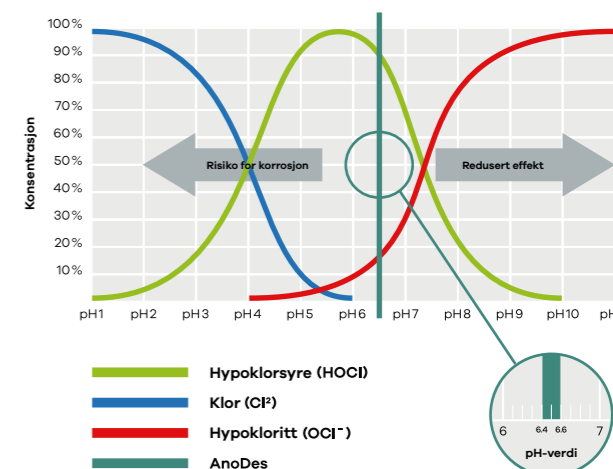 Konsentrasjon
100%
90%
80%
70%
60%
50%
40%
30%
20%
10%
Risiko for korrosjon
Redusert effekt
pH1 pH2 pH3 pH4 pH5 pH6 pH7 pH8 pH9 pH10 pH
Hypoklorsyre (HOCl)
Klor (Cl²)
Hypokloritt (OCl⁻)
AnoDes
6 6.4 6.6 7
pH-verdi